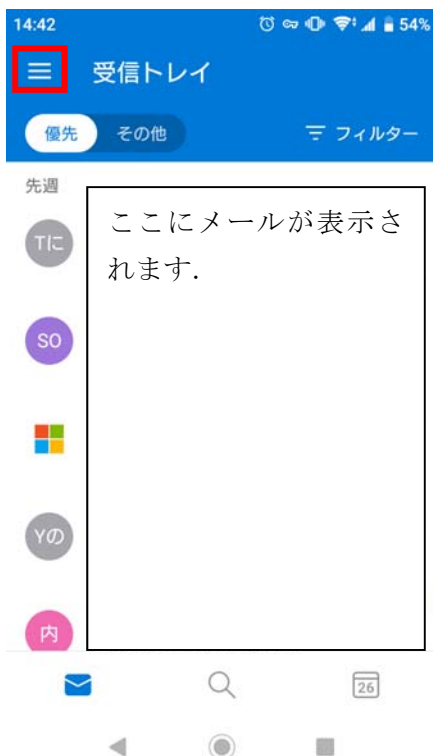 14:42 54%
受信トレイ
優先 その他 フィルター
先週
Tに
ここにメールが表示さ
れます.
SO
Yの
内
26